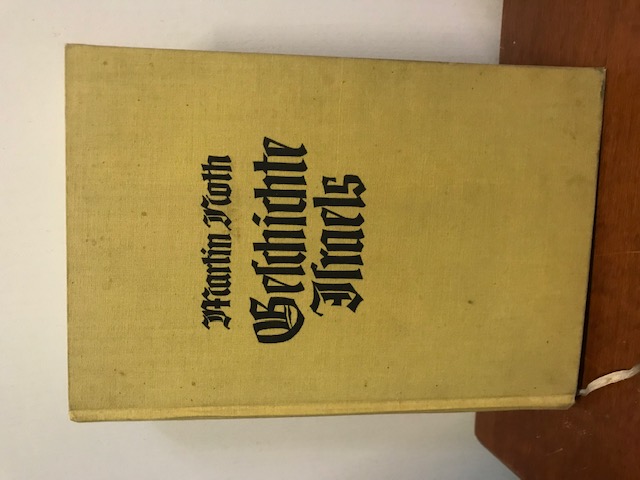 Martin Noth
Geschichte
Israels